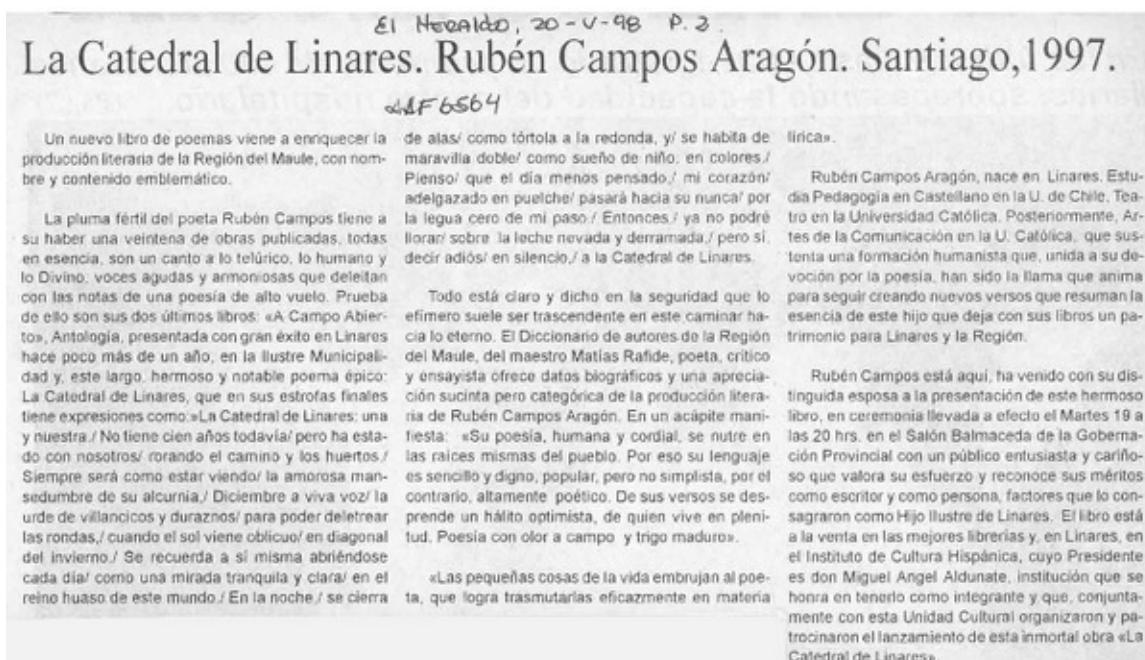 El HERAlDO, 20-V-98 P. 3.
La Catedral de Linares. Rubén Campos Aragón. Santiago,1997.
AAF6564
Un nuevo libro de poemas viene a ennquecer la
producción literaria de la Región del Maule, con nom-
bre y contenido emblemático.
La pluma fértil del poeta Rubén Campos tiene a
su haber una veintena de obras publicadas, todas
en esencia, son un canto a lo telúrico, lo humano y
lo Divino, voces agudas y armoniosas que deleitan
con las notas de una poesía de alto vuelo. Prueba
de ello son sus dos últimos libros: «A Campo Abier-
to», Antología, presentada con gran éxito en Linares
hace poco más de un año, en la Ilustre Municipali-
dad y, este largo, hermoso y notable poema épico:
La Catedral de Linares, que en sus estrofas finales
tiene expresiones como:»La Catedral de Linares: una
y nuestra./ No tiene cien años todavía/ pero ha esta-
do con nosotros/ rorando el camino y los huertos./
Siempre será como estar viendo/ la amorosa man-
sedumbre de su alcurnia./ Diciembre a viva voz/ la
urde de villancicos y duraznos/ para poder deletrear
las rondas,/ cuando el sol viene oblicuo/ en diagonal
del invierno./ Se recuerda a sí misma abriéndose
cada día/ como una mirada tranquila y clara/ en el
reino huaso de este mundo./ En la noche,/ se cierra
de alas/ como tórtola a la redonda, y/ se habita de
maravilla doble/ como sueño de niño, en colores./
Pienso/ que el día menos pensado,/ mi corazón/
adelgazado en puelche/ pasará hacia su nunca/ por
la legua cero de mi paso./ Entonces,/ ya no podré
llorar/ sobre la leche nevada y derramada,/ pero si
decir adiós/ en silencio,/ a la Catedral de Linares.
Todo está claro y dicho en la seguridad que lo
efímero suele ser trascendente en este caminar ha-
cia lo eterno. El Diccionario de autores de la Región
del Maule, del maestro Matías Rafide, poeta, crítico
y ensayista ofrece datos biográficos y una aprecia-
ción sucinta pero categórica de la producción litera-
ria de Rubén Campos Aragón. En un acápite mani-
fiesta: «Su poesía, humana y cordial, se nutre en
las raíces mismas del pueblo. Por eso su lenguaje
es sencillo y digno, popular, pero no simplista, por el
contrario, altamente poético. De sus versos se des-
prende un hálito optimista, de quien vive en pleni-
tud. Poesía con olor a campo y trigo maduro».
«Las pequeñas cosas de la vida embrujan al poe-
ta, que logra trasmutarlas eficazmente en materia
lírica».
Rubén Campos Aragón, nace en Linares. Estu-
dia Pedagogía en Castellano en la U. de Chile, Tea-
tro en la Universidad Católica. Posteriormente, Ar-
tes de la Comunicación en la U. Católica, que sus-
tenta una formación humanista que, unida a su de-
voción por la poesía, han sido la llama que anima
para seguir creando nuevos versos que resuman la
esencia de este hijo que deja con sus libros un pa-
trimonio para Linares y la Región.
Rubén Campos está aquí, ha venido con su dis-
tinguida esposa a la presentación de este hermoso
libro, en ceremonia llevada a efecto el Martes 19 a
las 20 hrs. en el Salón Balmaceda de la Goberna-
ción Provincial con un público entusiasta y cariño-
so que valora su esfuerzo y reconoce sus méritos
como escritor y como persona, factores que lo con-
sagraron como Hijo Ilustre de Linares. El libro está
a la venta en las mejores librerías y, en Linares, en
el Instituto de Cultura Hispánica, cuyo Presidente
es don Miguel Angel Aldunate, institución que se
honra en tenerlo como integrante y que, conjunta-
mente con esta Unidad Cultural organizaron y pa-
trocinaron el lanzamiento de esta inmortal obra «La
Catedral de Linares».